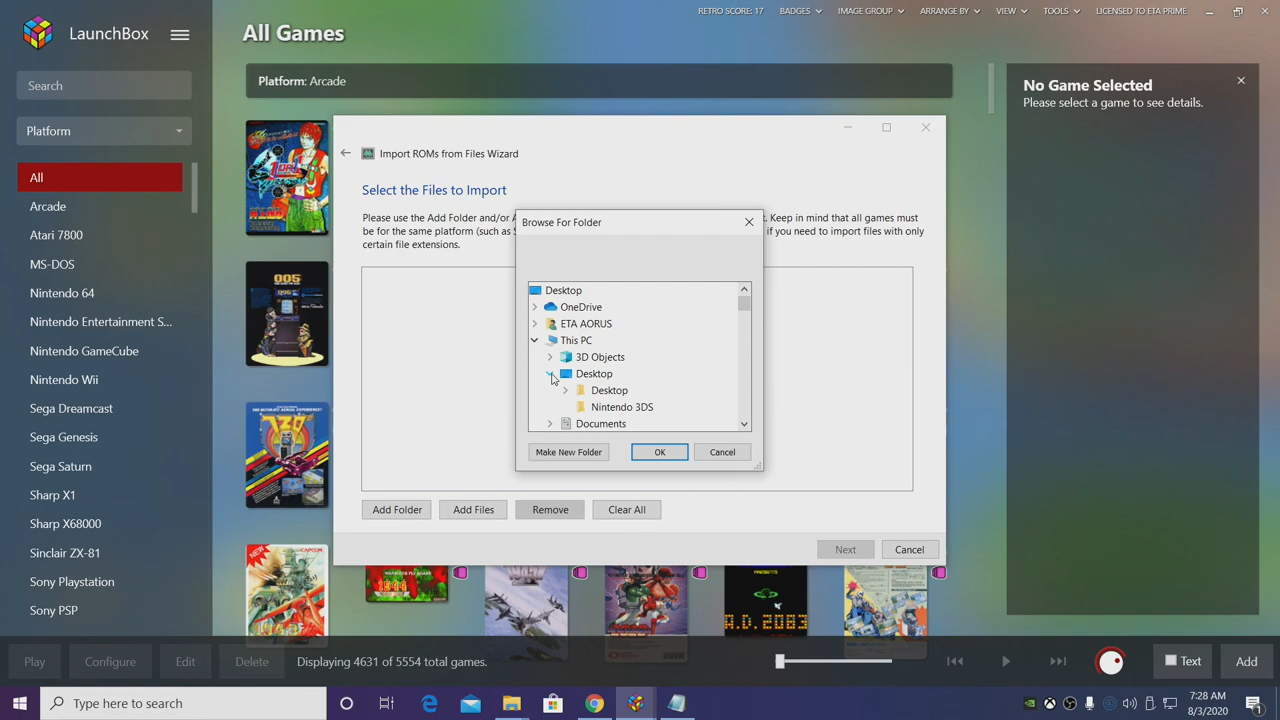 RETRO SCORE: 17
BADGES
IMAGE GROUP
ARRANGE BY
VIEW
TOOLS
LICENSED TO ETA PRIME
LaunchBox
All Games
Search
Platform
All
Arcade
Atari 7800
MS-DOS
Nintendo 64
Nintendo Entertainment S...
Nintendo GameCube
Nintendo Wii
Sega Dreamcast
Sega Genesis
Sega Saturn
Sharp X1
Sharp X68000
Sinclair ZX-81
Sony Playstation
Sony PSP
Platform: Arcade
No Game Selected
Please select a game to see details.
Import ROMs from Files Wizard
Select the Files to Import
Please use the Add Folder and/or A
k. Keep in mind that all games must
be for the same platform (such as S
if you need to import files with only
certain file extensions.
Browse For Folder
Desktop
OneDrive
ETA AORUS
This PC
3D Objects
Desktop
Desktop
Nintendo 3DS
Documents
Make New Folder
OK
Cancel
Add Folder
Add Files
Remove
Clear All
Next
Cancel
005
NEW
CAPCOM
A.D. 2083
Play
Configure
Edit
Delete
Displaying 4631 of 5554 total games.
Text
Add
Type here to search
7:28 AM
8/3/2020
1